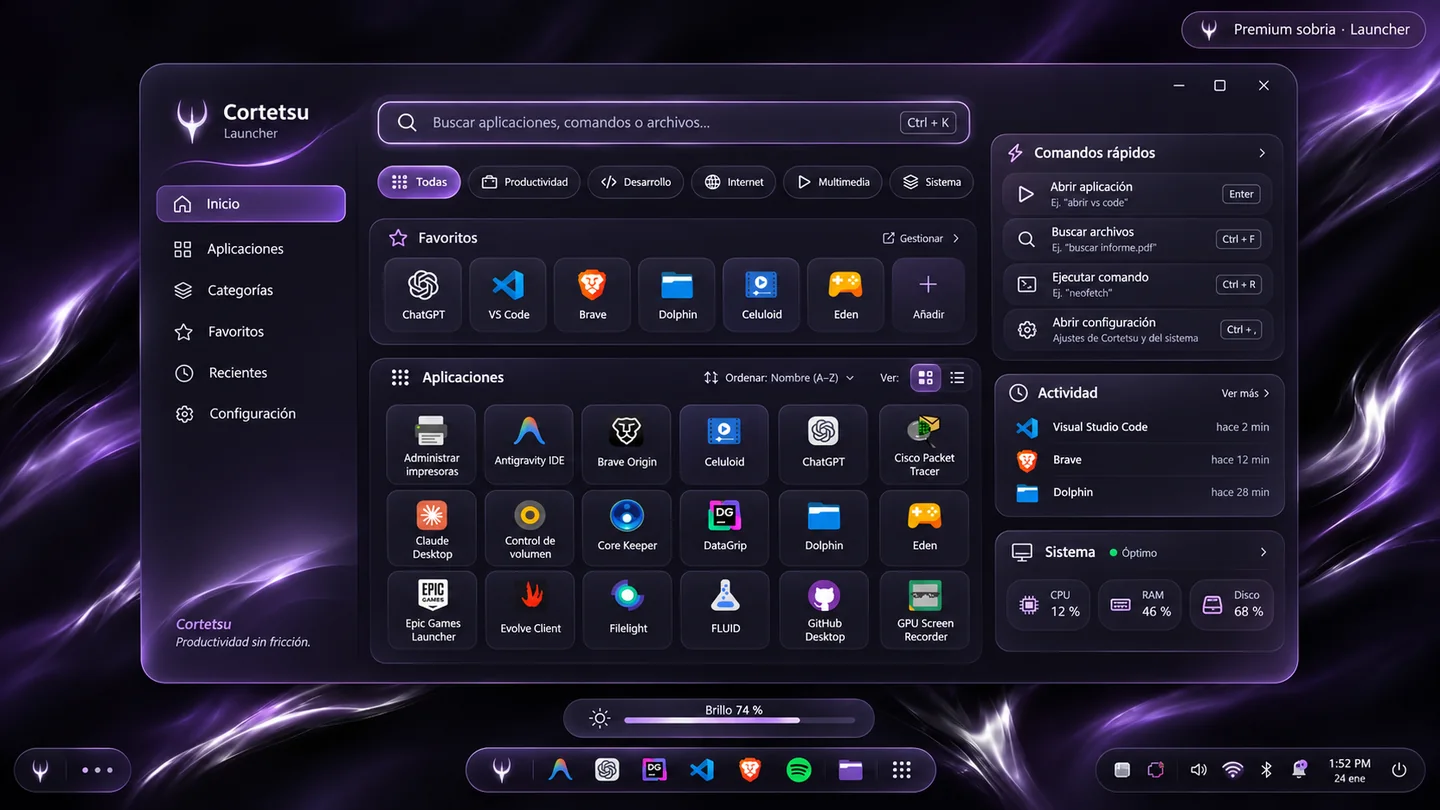 Premium sobria · Launcher
Cortetsu
Launcher
Inicio
Aplicaciones
Categorías
Favoritos
Recientes
Configuración
Cortetsu
Productividad sin fricción.
Buscar aplicaciones, comandos o archivos...
Ctrl + K
Todas
Productividad
Desarrollo
Internet
Multimedia
Sistema
Favoritos
Gestionar
ChatGPT
VS Code
Brave
Dolphin
Celuloid
Eden
Añadir
Aplicaciones
Ordenar: Nombre (A–Z)
Ver:
Administrar
impresoras
Antigravity IDE
Brave Origin
Celuloid
ChatGPT
Cisco Packet
Tracer
Claude
Desktop
Control de
volumen
Core Keeper
DG
DataGrip
Dolphin
Eden
EPIC
GAMES
Epic Games
Launcher
Evolve Client
Filelight
FLUID
GitHub
Desktop
GPU Screen
Recorder
Comandos rápidos
Abrir aplicación
Ej. "abrir vs code"
Enter
Buscar archivos
Ej. "buscar informe.pdf"
Ctrl + F
Ejecutar comando
Ej. "neofetch"
Ctrl + R
Abrir configuración
Ajustes de Cortetsu y del sistema
Ctrl + ,
Actividad
Ver más
Visual Studio Code
hace 2 min
Brave
hace 12 min
Dolphin
hace 28 min
Sistema
Óptimo
CPU
12 %
RAM
46 %
Disco
68 %
Brillo 74 %
DG
1:52 PM
24 ene